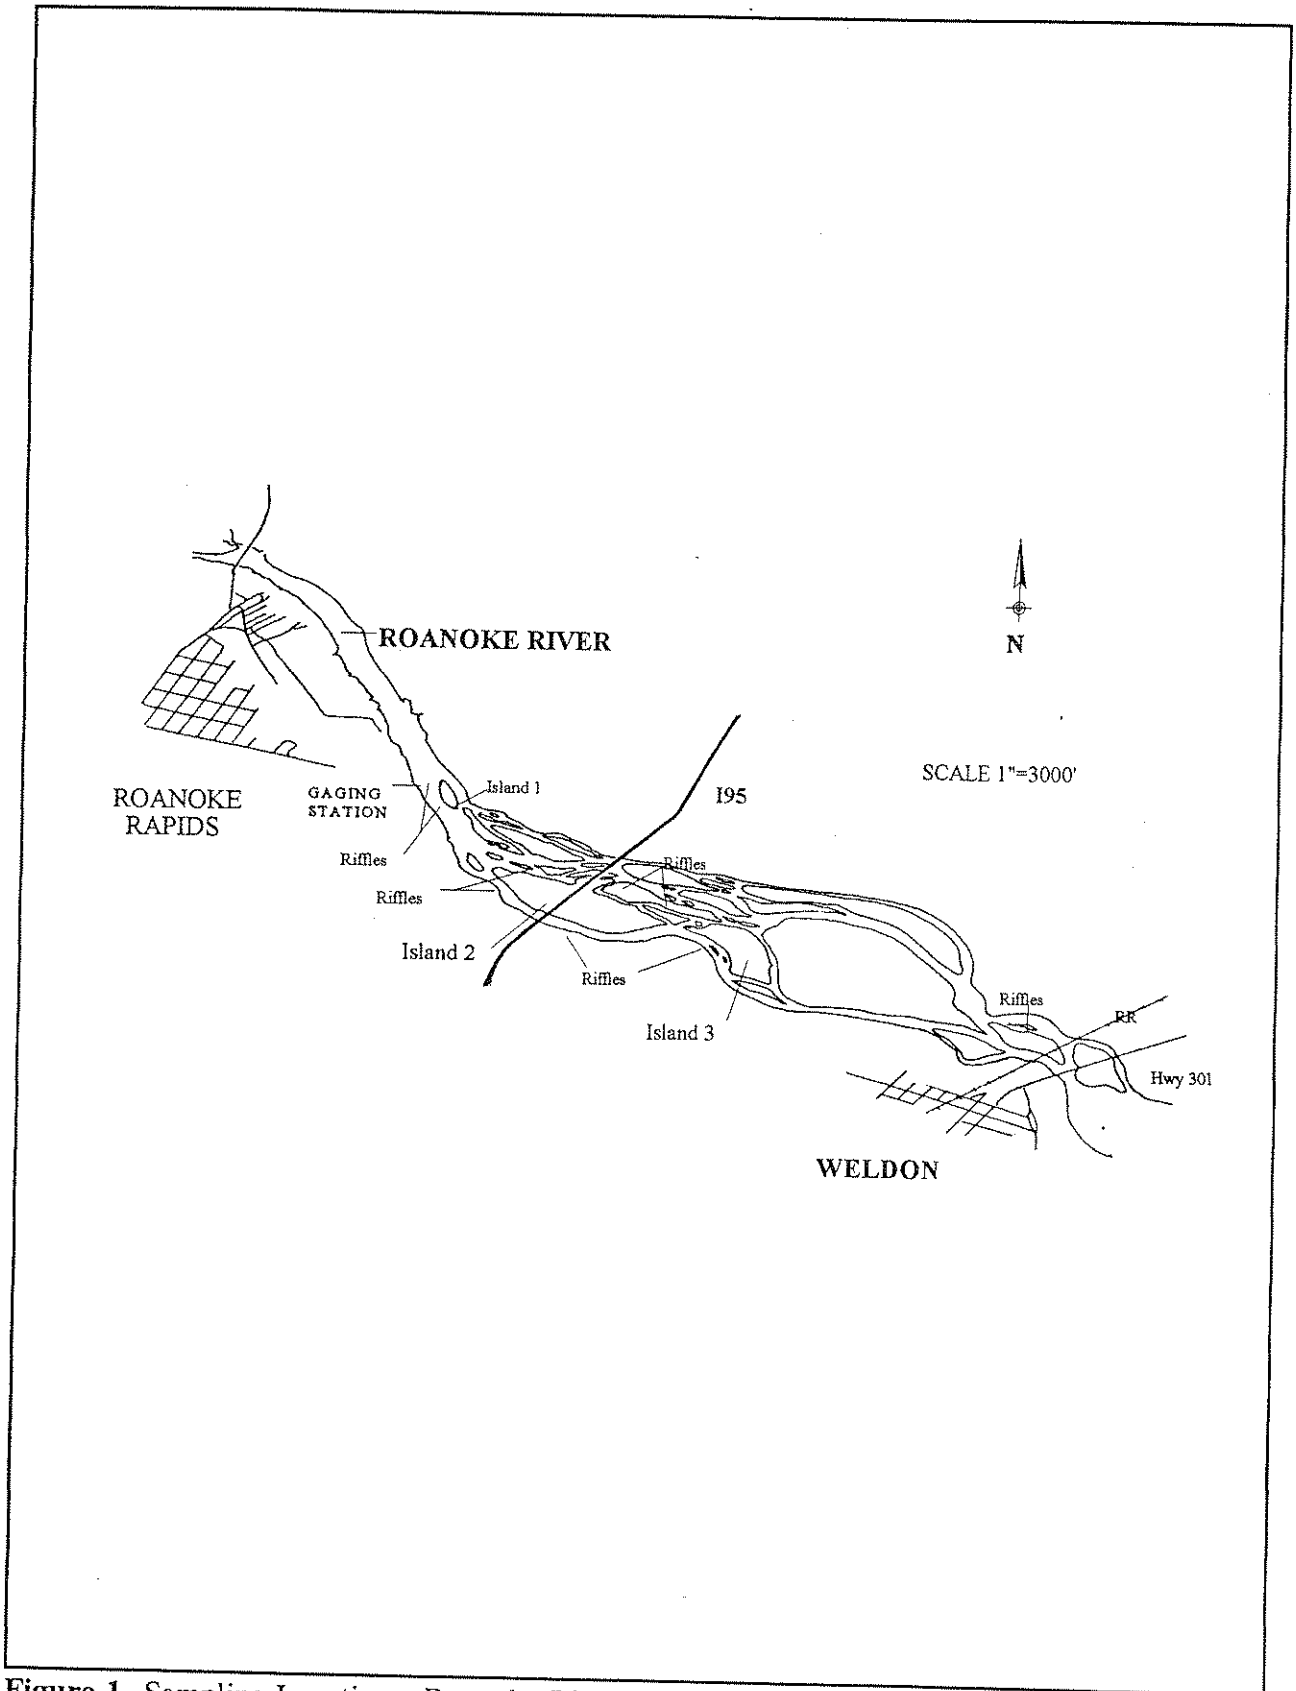 ROANOKE RIVER
N
SCALE 1"=3000'
I95
ROANOKE
RAPIDS
GAGING
STATION
Island 1
Riffles
Riffles
Riffles
Island 2
Riffles
Island 3
Riffles
RR
Hwy 301
WELDON
Figure 1. Sampling Locations, Roanoke